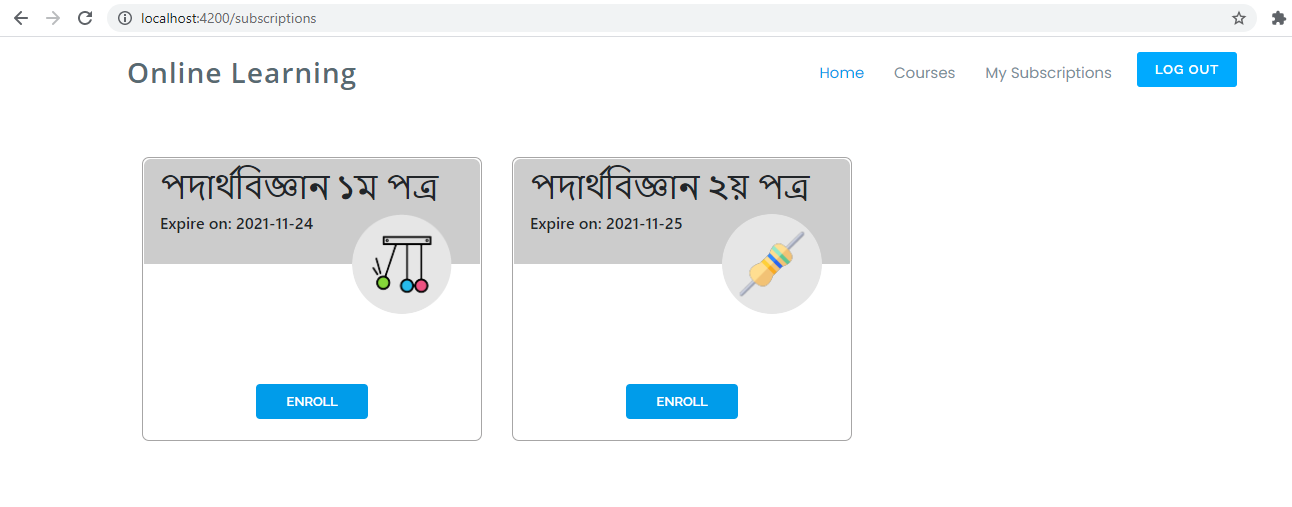 localhost:4200/subscriptions
Online Learning
Home
Courses
My Subscriptions
LOG OUT
পদার্থবিজ্ঞান ১ম পত্র
Expire on: 2021-11-24
ENROLL
পদার্থবিজ্ঞান ২য় পত্র
Expire on: 2021-11-25
ENROLL